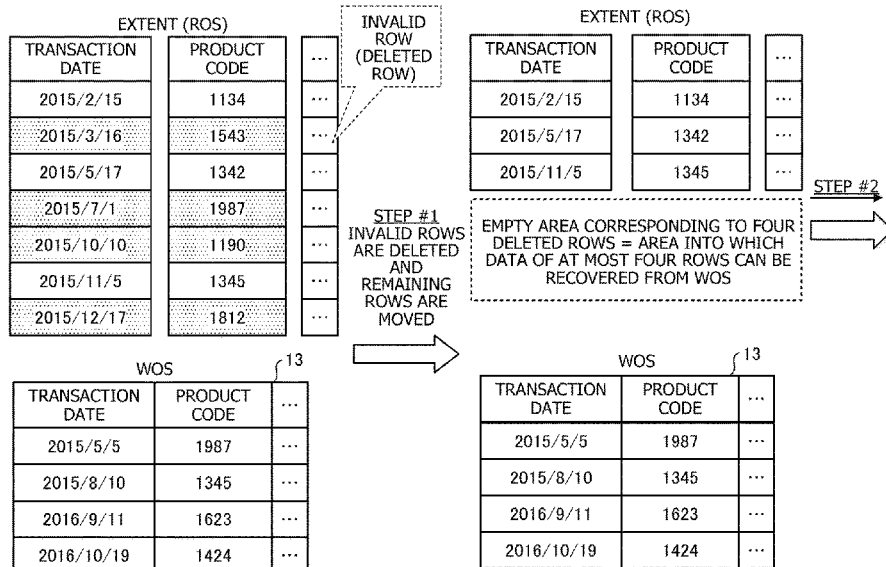 EXTENT (ROS)
TRANSACTION DATE
PRODUCT CODE
...
2015/2/15 1134 ...
2015/3/16 1543 ...
2015/5/17 1342 ...
2015/7/1 1987 ...
2015/10/10 1190 ...
2015/11/5 1345 ...
2015/12/17 1812 ...
INVALID
ROW
(DELETED
ROW)
WOS
13
TRANSACTION DATE
PRODUCT CODE
...
2015/5/5 1987 ...
2015/8/10 1345 ...
2016/9/11 1623 ...
2016/10/19 1424 ...
STEP #1
INVALID ROWS
ARE DELETED
AND
REMAINING
ROWS ARE
MOVED
EXTENT (ROS)
TRANSACTION DATE
PRODUCT CODE
...
2015/2/15 1134 ...
2015/5/17 1342 ...
2015/11/5 1345 ...
EMPTY AREA CORRESPONDING TO FOUR
DELETED ROWS = AREA INTO WHICH
DATA OF AT MOST FOUR ROWS CAN BE
RECOVERED FROM WOS
WOS
13
TRANSACTION DATE
PRODUCT CODE
...
2015/5/5 1987 ...
2015/8/10 1345 ...
2016/9/11 1623 ...
2016/10/19 1424 ...
STEP #2